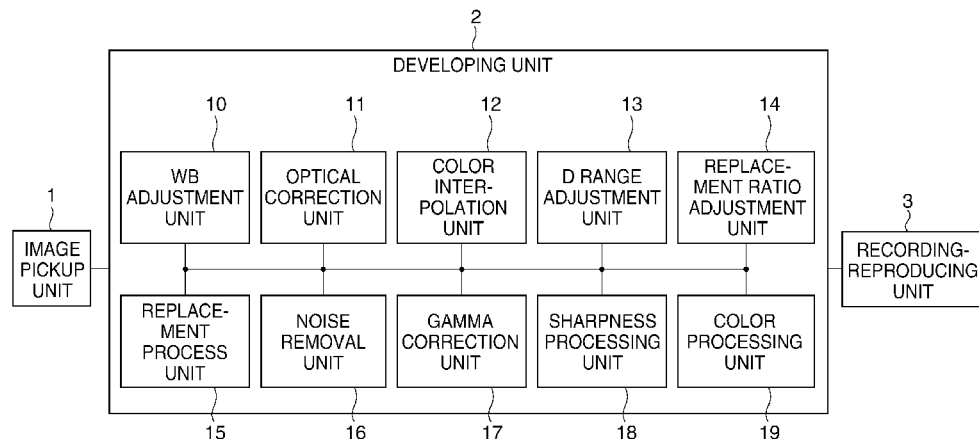 2
DEVELOPING UNIT
10
11
12
13
14
WB
ADJUSTMENT
UNIT
OPTICAL
CORRECTION
UNIT
COLOR
INTER-
POLATION
UNIT
D RANGE
ADJUSTMENT
UNIT
REPLACE-
MENT RATIO
ADJUSTMENT
UNIT
1
IMAGE
PICKUP
UNIT
3
RECORDING-
REPRODUCING
UNIT
REPLACE-
MENT
PROCESS
UNIT
NOISE
REMOVAL
UNIT
GAMMA
CORRECTION
UNIT
SHARPNESS
PROCESSING
UNIT
COLOR
PROCESSING
UNIT
15
16
17
18
19